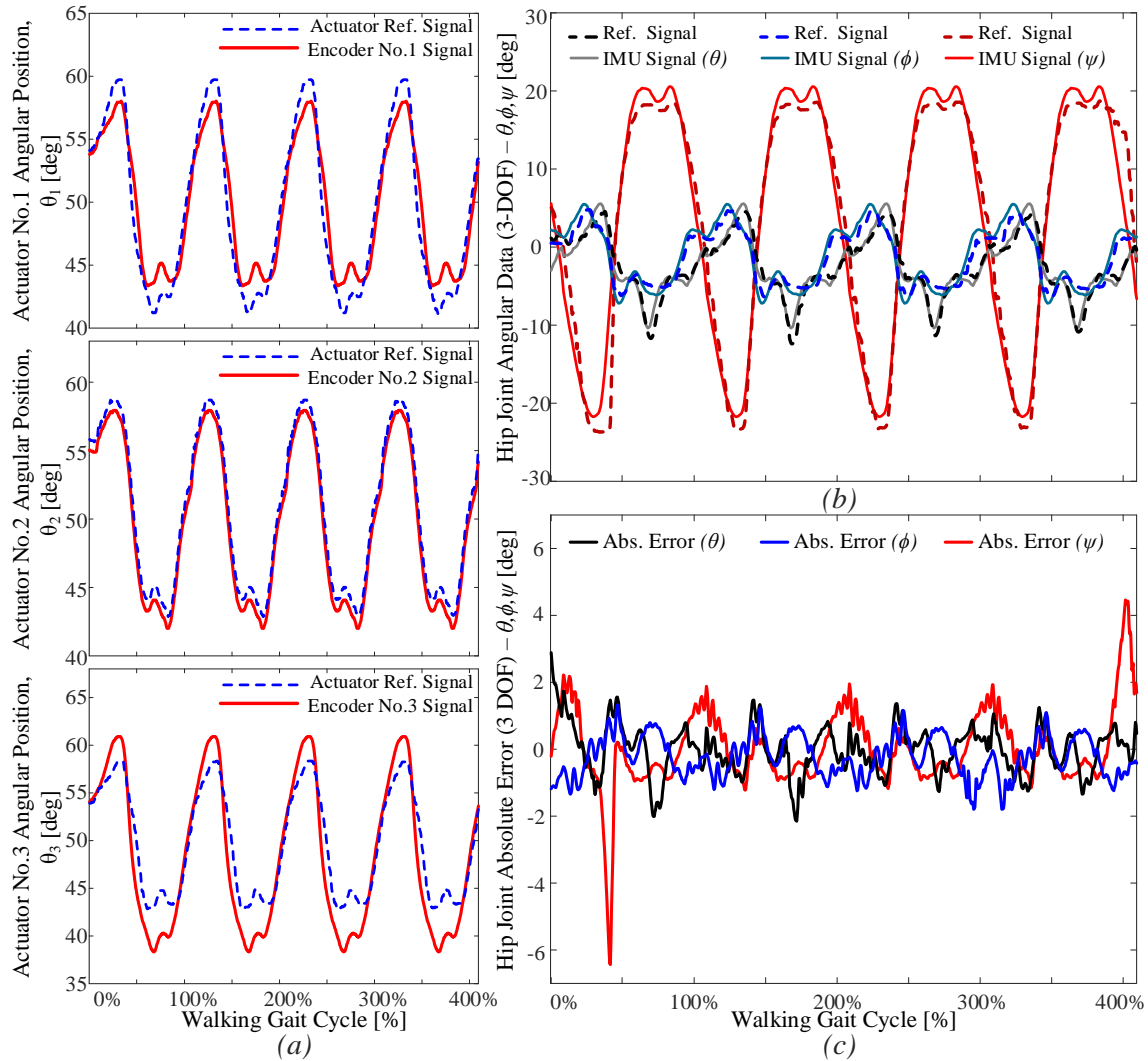 Actuator No.1 Angular Position,
θ1 [deg]
65
60
55
50
45
40
Actuator Ref. Signal
Encoder No.1 Signal
Actuator No.2 Angular Position,
θ2 [deg]
60
55
50
45
40
Actuator Ref. Signal
Encoder No.2 Signal
Actuator No.3 Angular Position,
θ3 [deg]
65
60
55
50
45
40
35
Actuator Ref. Signal
Encoder No.3 Signal
0% 100% 200% 300% 400%
Walking Gait Cycle [%]
(a)
Hip Joint Angular Data (3-DOF) – θ,ϕ,ψ [deg]
30
20
10
0
-10
-20
-30
Ref. Signal Ref. Signal Ref. Signal
IMU Signal (θ) IMU Signal (ϕ) IMU Signal (ψ)
(b)
Hip Joint Absolute Error (3 DOF) – θ,ϕ,ψ [deg]
6
4
2
0
-2
-4
-6
Abs. Error (θ) Abs. Error (ϕ) Abs. Error (ψ)
0% 100% 200% 300% 400%
Walking Gait Cycle [%]
(c)